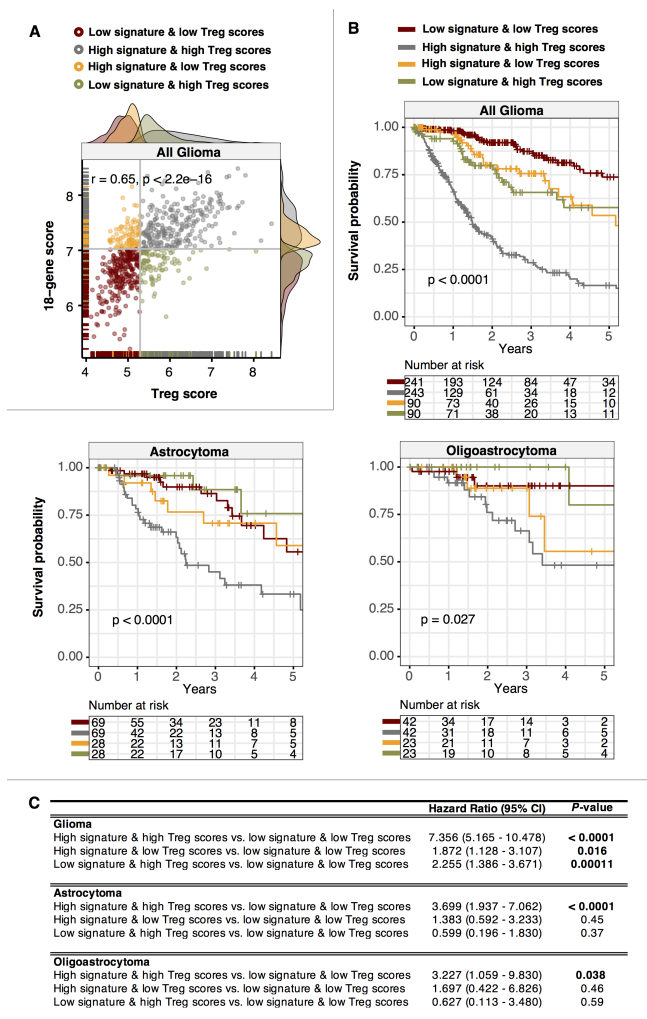 A
Low signature & low Treg scores
High signature & high Treg scores
High signature & low Treg scores
Low signature & high Treg scores
All Glioma
r = 0.65, p < 2.2e−16
8
7
6
18−gene score
4 5 6 7 8
Treg score
B
Low signature & low Treg scores
High signature & high Treg scores
High signature & low Treg scores
Low signature & high Treg scores
All Glioma
1.00
0.75
0.50
0.25
0.00
Survival probability
p < 0.0001
0 1 2 3 4 5
Years
Number at risk
241 193 124 84 47 34
243 129 61 34 18 12
90 73 40 26 15 10
90 71 38 20 13 11
Astrocytoma
1.00
0.75
0.50
0.25
0.00
Survival probability
p < 0.0001
0 1 2 3 4 5
Years
Number at risk
69 55 34 23 11 8
69 42 22 13 8 5
28 22 13 11 7 5
28 22 17 10 5 4
Oligoastrocytoma
1.00
0.75
0.50
0.25
0.00
p = 0.027
0 1 2 3 4 5
Years
Number at risk
42 34 17 14 3 2
42 31 18 11 6 5
23 21 11 7 3 2
23 19 10 8 5 4
C
Hazard Ratio (95% CI) P-value
Glioma
High signature & high Treg scores vs. low signature & low Treg scores 7.356 (5.165 - 10.478) < 0.0001
High signature & low Treg scores vs. low signature & low Treg scores 1.872 (1.128 - 3.107) 0.016
Low signature & high Treg scores vs. low signature & low Treg scores 2.255 (1.386 - 3.671) 0.00011
Astrocytoma
High signature & high Treg scores vs. low signature & low Treg scores 3.699 (1.937 - 7.062) < 0.0001
High signature & low Treg scores vs. low signature & low Treg scores 1.383 (0.592 - 3.233) 0.45
Low signature & high Treg scores vs. low signature & low Treg scores 0.599 (0.196 - 1.830) 0.37
Oligoastrocytoma
High signature & high Treg scores vs. low signature & low Treg scores 3.227 (1.059 - 9.830) 0.038
High signature & low Treg scores vs. low signature & low Treg scores 1.697 (0.422 - 6.826) 0.46
Low signature & high Treg scores vs. low signature & low Treg scores 0.627 (0.113 - 3.480) 0.59